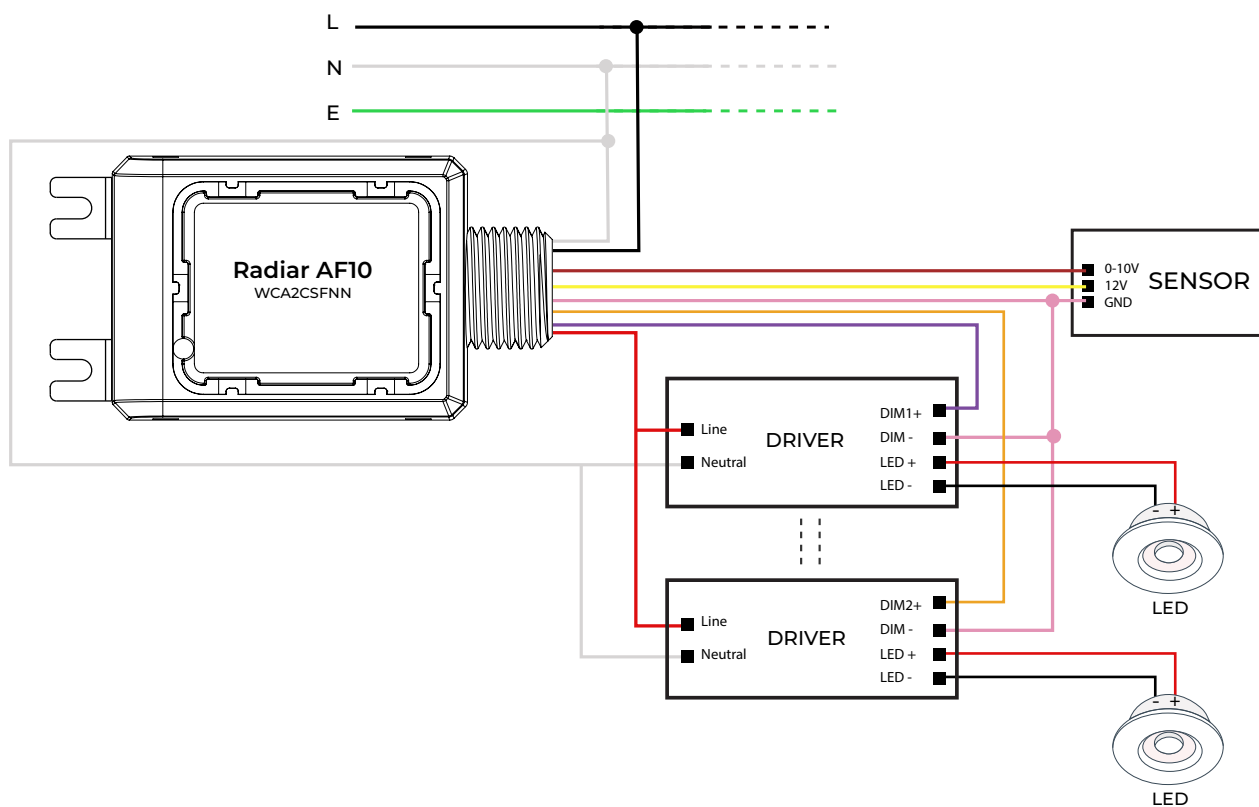 L
N
E
Radiar AF10
WCA2CSFNN
0-10V
12V
GND
SENSOR
Line
Neutral
DRIVER
DIM1+
DIM -
LED +
LED -
- +
LED
Line
Neutral
DRIVER
DIM2+
DIM -
LED +
LED -
- +
LED